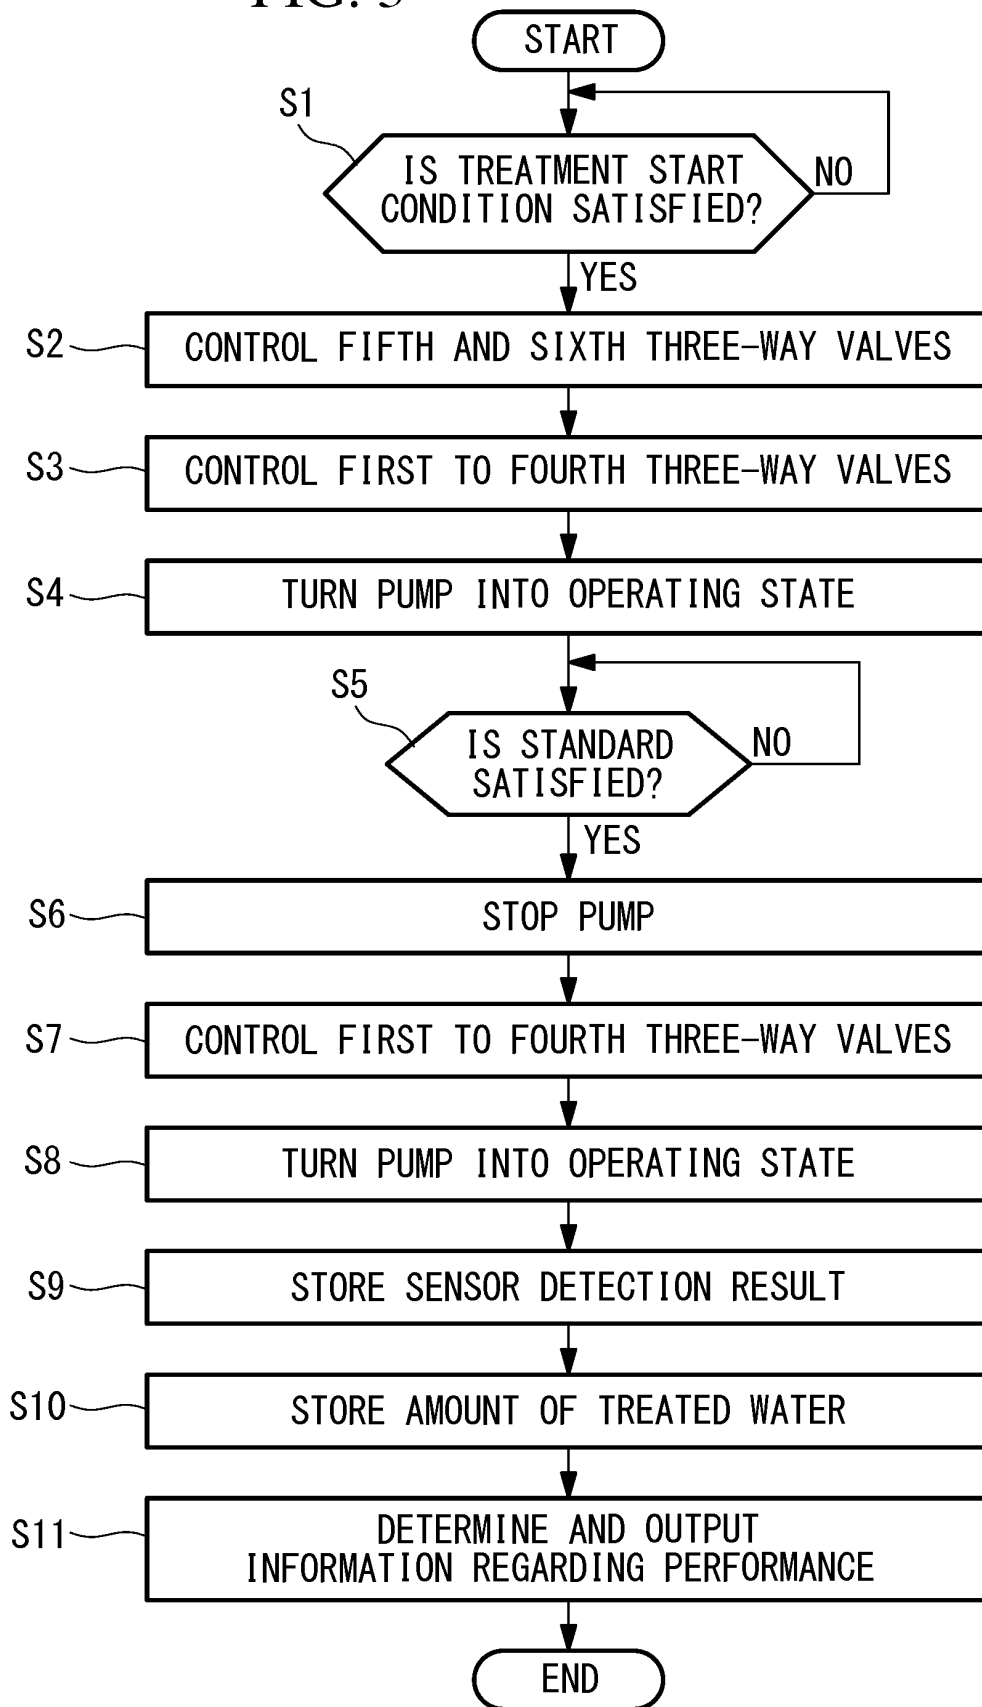 START
S1
IS TREATMENT START
CONDITION SATISFIED?
NO
YES
S2
CONTROL FIFTH AND SIXTH THREE-WAY VALVES
S3
CONTROL FIRST TO FOURTH THREE-WAY VALVES
S4
TURN PUMP INTO OPERATING STATE
S5
IS STANDARD
SATISFIED?
NO
YES
S6
STOP PUMP
S7
CONTROL FIRST TO FOURTH THREE-WAY VALVES
S8
TURN PUMP INTO OPERATING STATE
S9
STORE SENSOR DETECTION RESULT
S10
STORE AMOUNT OF TREATED WATER
S11
DETERMINE AND OUTPUT
INFORMATION REGARDING PERFORMANCE
END